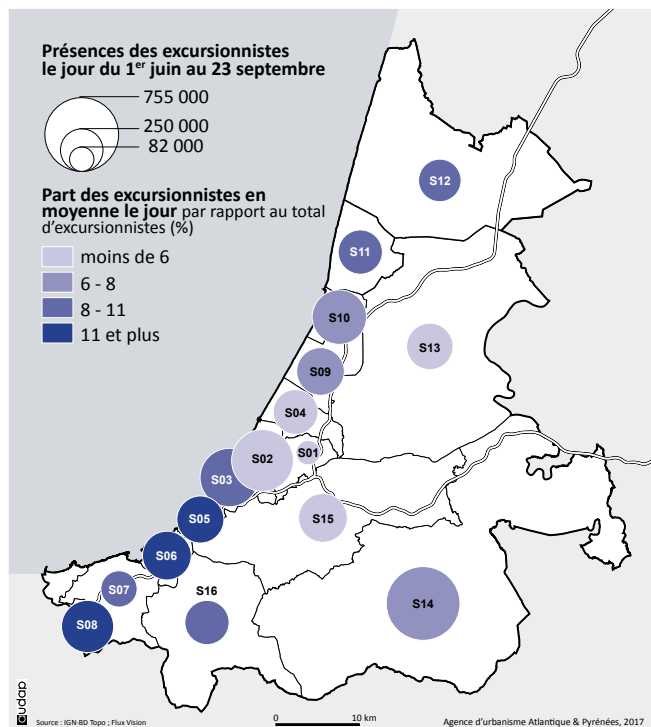 Présences des excursionnistes
le jour du 1er juin au 23 septembre
755 000
250 000
82 000
Part des excursionnistes en
moyenne le jour par rapport au total
d'excursionnistes (%)
moins de 6
6 - 8
8 - 11
11 et plus
S12
S11
S10
S13
S09
S04
S01
S02
S03
S05
S15
S06
S07
S16
S14
S08
audap
Source : IGN-BD Topo ; Flux Vision
0 10 km
Agence d'urbanisme Atlantique & Pyrénées, 2017